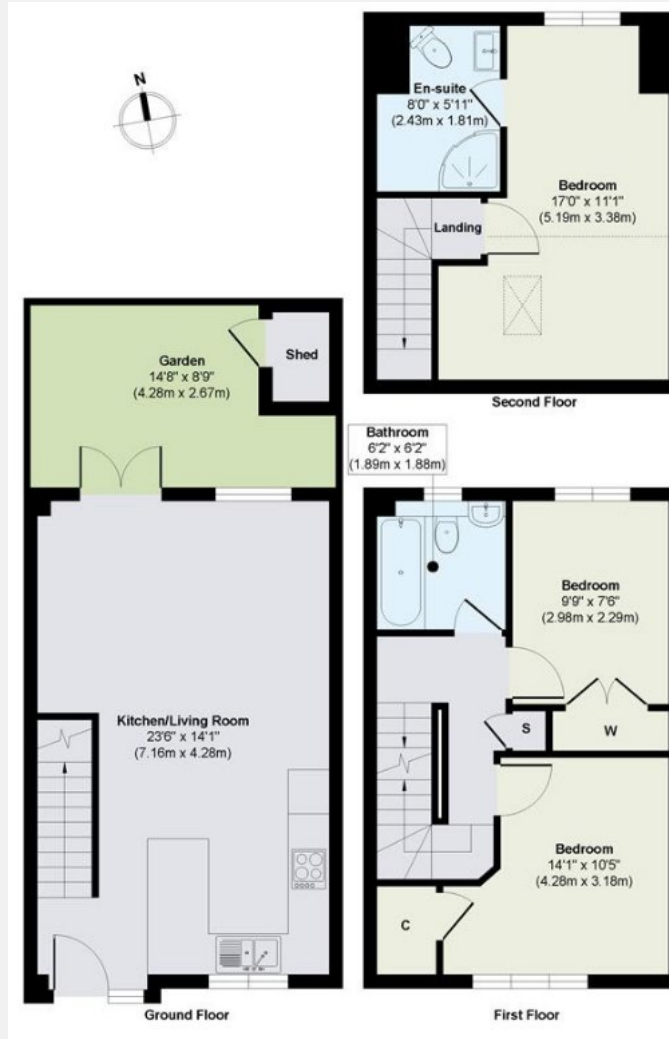 N
En-suite
8'0" x 5'11"
(2.43m x 1.81m)
Bedroom
17'0" x 11'1"
(5.19m x 3.38m)
Landing
Second Floor
Garden
14'8" x 8'9"
(4.28m x 2.67m)
Shed
Kitchen/Living Room
23'6" x 14'1"
(7.16m x 4.28m)
Ground Floor
Bathroom
6'2" x 6'2"
(1.89m x 1.88m)
Bedroom
9'9" x 7'6"
(2.98m x 2.29m)
S
W
Bedroom
14'1" x 10'5"
(4.28m x 3.18m)
C
First Floor